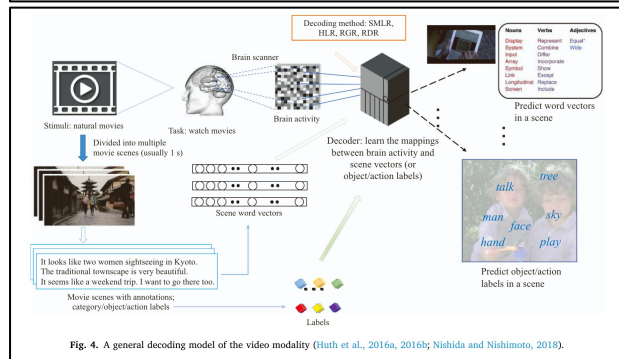 Decoding method: SMLR,
HLR, RGR, RDR
Brain scanner
Stimuli: natural movies
Task: watch movies
Brain activity
Decoder: learn the mappings
between brain activity and
scene vectors (or
object/action labels)
Nouns Verbs Adjectives
Display Represent Equal*
System Combine Wide
Input Differ
Array Incorporate
Symbol Show
Link Except
Longitudinal Replace
Screen Include
Predict word vectors
in a scene
Divided into multiple
movie scenes (usually 1 s)
Scene word vectors
talk
tree
man
face
sky
hand
play
Predict object/action
labels in a scene
It looks like two women sightseeing in Kyoto.
The traditional townscape is very beautiful.
It seems like a weekend trip. I want to go there too.
Movie scenes with annotations;
category/object/action labels
Labels
Fig. 4. A general decoding model of the video modality (Huth et al., 2016a, 2016b; Nishida and Nishimoto, 2018).